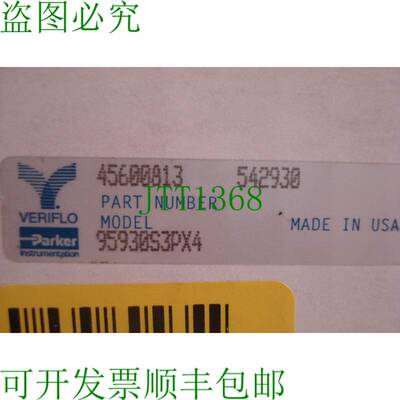 盗图必究
45600813 542930
PART NUMBER
JTT1368
VERIFLO
MODEL
MADE IN USA
Parker
Instrumentation
95930S3PX4
可开发票顺丰包邮